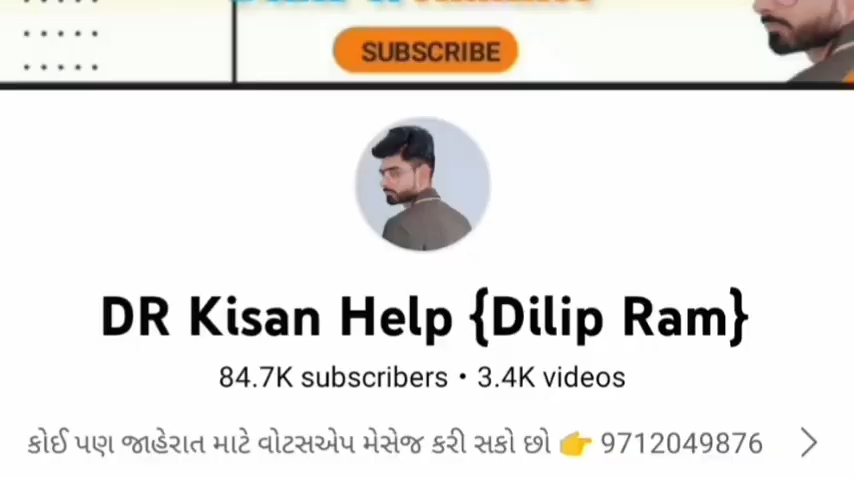 SUBSCRIBE
DR Kisan Help {Dilip Ram}
84.7K subscribers • 3.4K videos
કોઈ પણ જાહેરાત માટે વોટસએપ મેસેજ કરી સકો છો 👉 9712049876